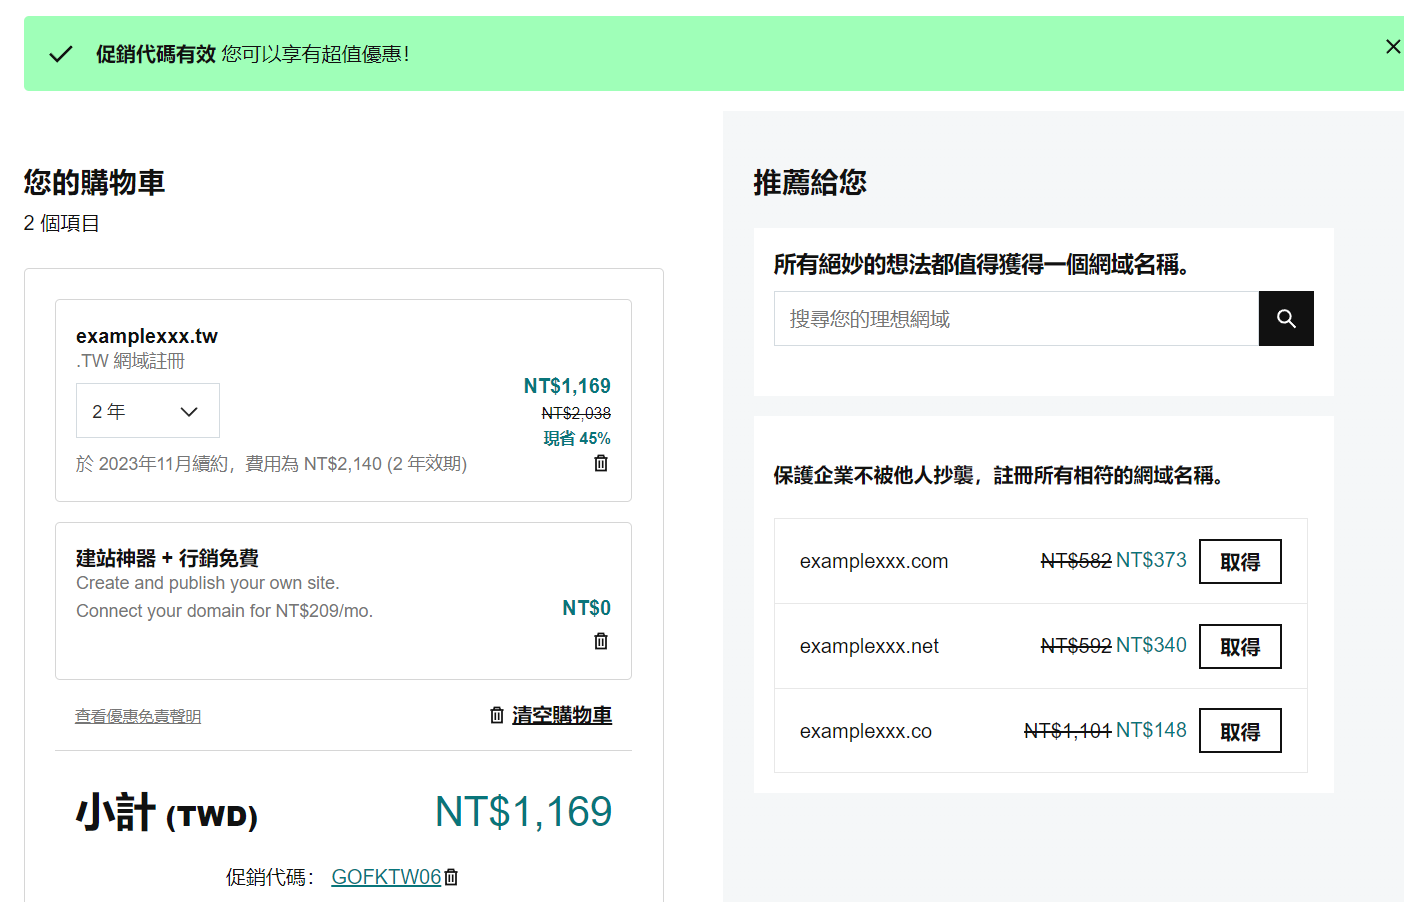 促銷代碼有效 您可以享有超值優惠!
您的購物車
2 個項目
examplexxx.tw
.TW 網域註冊
2 年
NT$1,169
NT$2,038
現省 45%
於 2023年11月續約，費用為 NT$2,140 (2 年效期)
建站神器 + 行銷免費
Create and publish your own site.
Connect your domain for NT$209/mo.
NT$0
查看優惠免責聲明
清空購物車
小計 (TWD)
NT$1,169
促銷代碼： GOFKTW06
推薦給您
所有絕妙的想法都值得獲得一個網域名稱。
搜尋您的理想網域
保護企業不被他人抄襲，註冊所有相符的網域名稱。
examplexxx.com NT$582 NT$373 取得
examplexxx.net NT$592 NT$340 取得
examplexxx.co NT$1,101 NT$148 取得